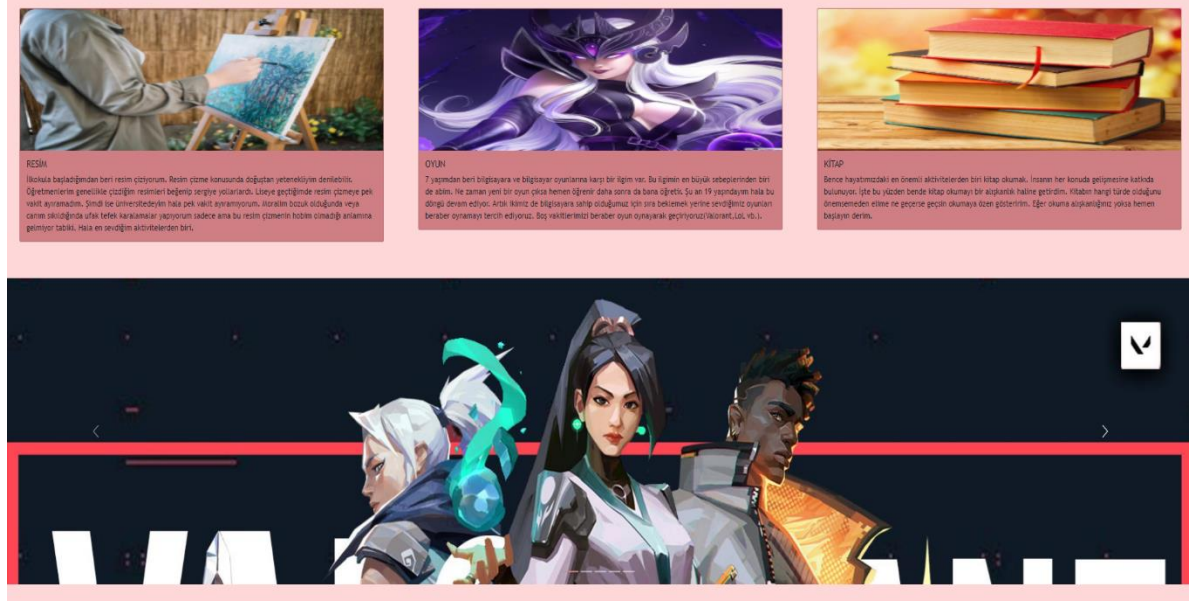 RESİM
İlkokula başladığımdan beri resim çiziyorum. Resim çizme konusunda doğuştan yetenekliyim denilebilir.
Öğretmenlerim genellikle çizdiğim resimleri beğenip sergiye yollarlardı. Liseye geçtiğimde resim çizmeye pek
vakit ayıramadım. Şimdi ise üniversitedeyim hala pek vakit ayıramıyorum. Moralim bozuk olduğunda veya
canım sıkıldığında ufak tefek karalamalar yapıyorum sadece ama bu resim çizmenin hobim olmadığı anlamına
gelmiyor tabiki. Hala en sevdiğim aktivitelerden biri.
OYUN
7 yaşımdan beri bilgisayara ve bilgisayar oyunlarına karşı bir ilgim var. Bu ilgimin en büyük sebeplerinden biri
de abim. Ne zaman yeni bir oyun çıksa hemen öğrenir daha sonra da bana öğretir. Şu an 19 yaşındayım hala bu
döngü devam ediyor. Artık ikimiz de bilgisayara sahip olduğumuz için sıra beklemek yerine sevdiğimiz oyunları
beraber oynamayı tercih ediyoruz. Boş vakitlerimizi beraber oyun oynayarak geçiriyoruz(Valorant,LoL vb.).
KİTAP
Bence hayatımızdaki en önemli aktivitelerden biri kitap okumak. İnsanın her konuda gelişmesine katkıda
bulunuyor. İşte bu yüzden bende kitap okumayı bir alışkanlık haline getirdim. Kitabın hangi türde olduğunu
önemsemeden elime ne geçerse geçsin okumaya özen gösteririm. Eğer okuma alışkanlığınız yoksa hemen
başlayın derim.